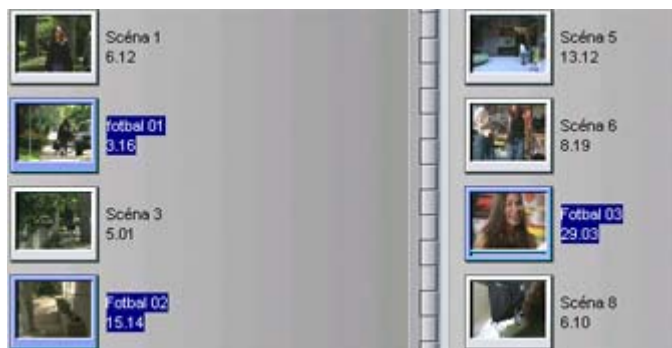 Scéna 1
6.12
fotbal 01
3.16
Scéna 3
5.01
Fotbal 02
15.14
Scéna 5
13.12
Scéna 6
8.19
Fotbal 03
29.03
Scéna 8
6.10